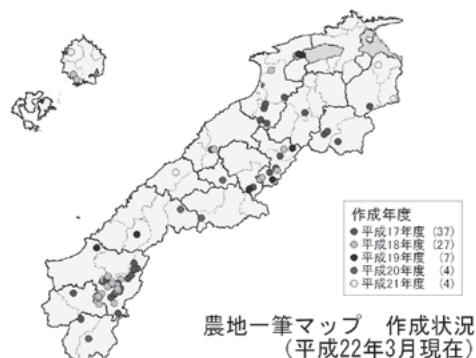 作成年度
平成17年度 (37)
平成18年度 (27)
平成19年度 (7)
平成20年度 (4)
平成21年度 (4)
農地一筆マップ 作成状況
(平成22年3月現在)